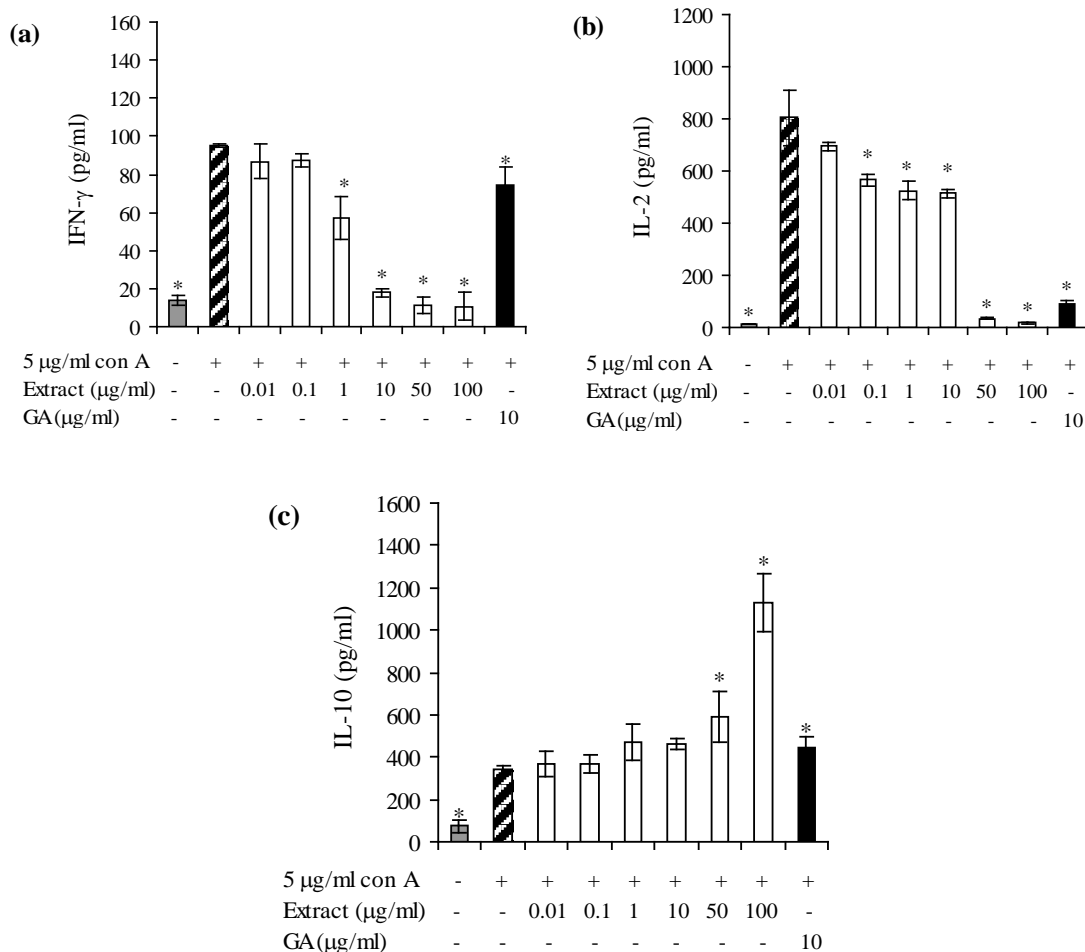 (a)
160
140
120
100
80
60
40
20
0
IFN-γ (pg/ml)
* * * * * *
5 μg/ml con A - + + + + + + + +
Extract (μg/ml) - - 0.01 0.1 1 10 50 100 -
GA(μg/ml) - - - - - - - - 10
(b)
1200
1000
800
600
400
200
0
IL-2 (pg/ml)
* * * * * * *
5 μg/ml con A - + + + + + + + +
Extract (μg/ml) - - 0.01 0.1 1 10 50 100 -
GA(μg/ml) - - - - - - - - 10
(c)
1600
1400
1200
1000
800
600
400
200
0
IL-10 (pg/ml)
* * * *
5 μg/ml con A - + + + + + + + +
Extract (μg/ml) - - 0.01 0.1 1 10 50 100 -
GA(μg/ml) - - - - - - - - 10